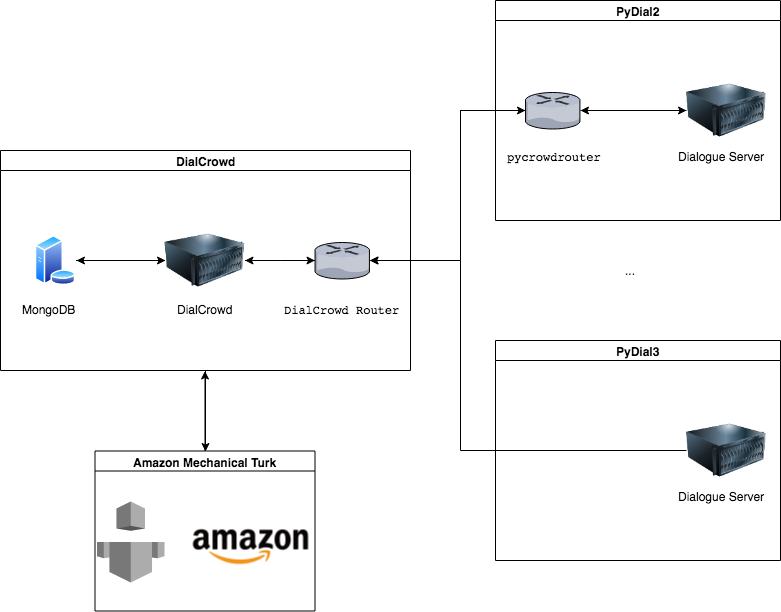 PyDial2
pycrowdrouter
Dialogue Server
DialCrowd
MongoDB
DialCrowd
DialCrowd Router
...
PyDial3
Dialogue Server
Amazon Mechanical Turk
amazon